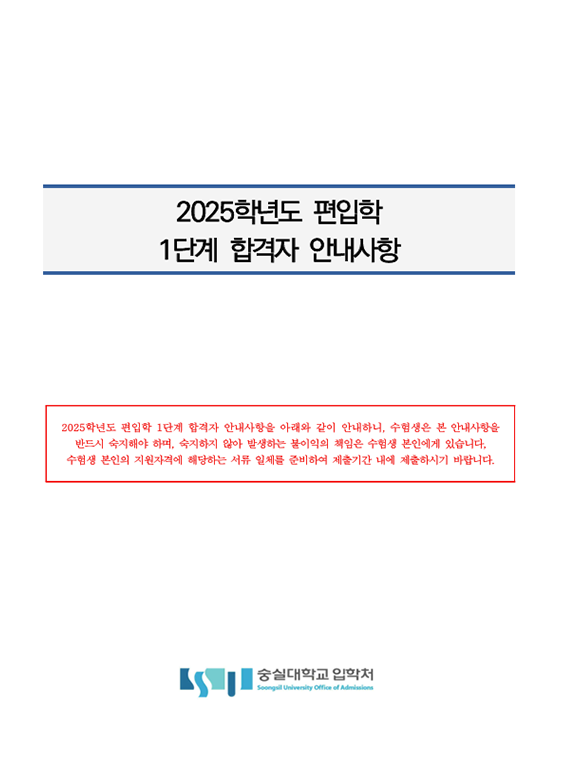 2025학년도 편입학
1단계 합격자 안내사항
2025학년도 편입학 1단계 합격자 안내사항을 아래와 같이 안내하니, 수험생은 본 안내사항을
반드시 숙지해야 하며, 숙지하지 않아 발생하는 불이익의 책임은 수험생 본인에게 있습니다.
수험생 본인의 지원자격에 해당하는 서류 일체를 준비하여 제출기간 내에 제출하시기 바랍니다.
숭실대학교 입학처
Soongsil University Office of Admissions